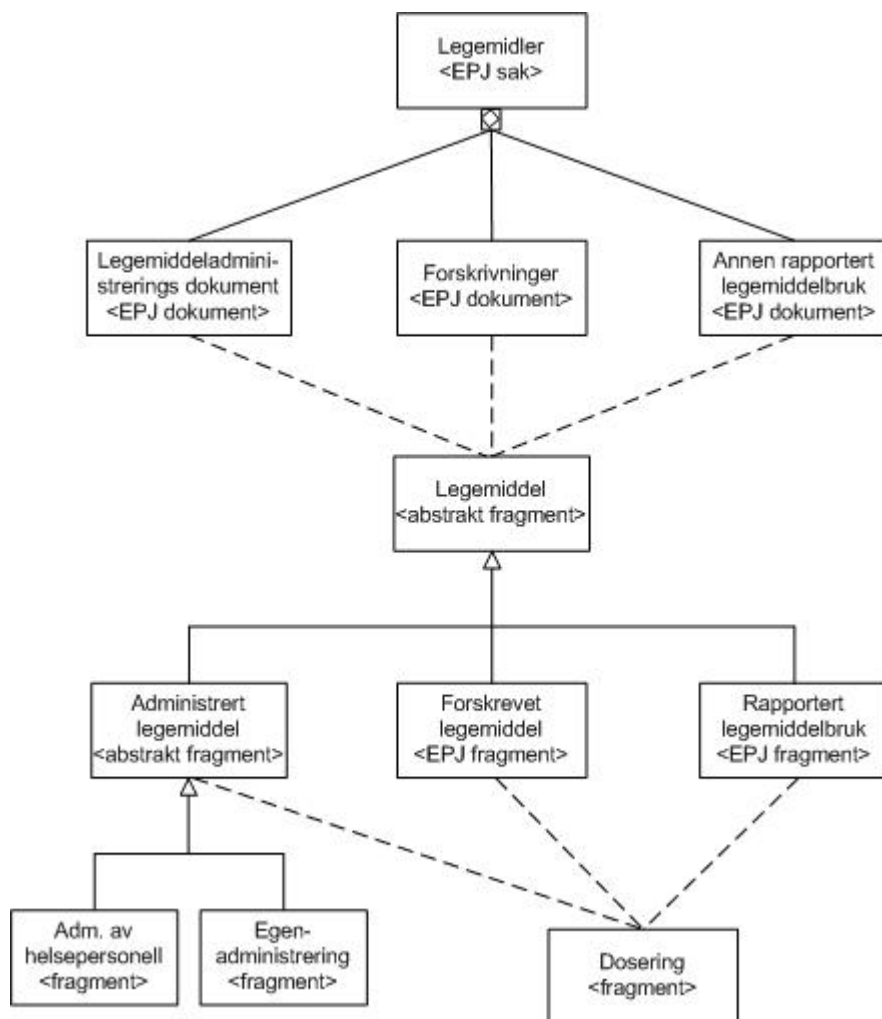 Legemidler
<EPJ sak>
Legemiddeladmini-
strerings dokument
<EPJ dokument>
Forskrivninger
<EPJ dokument>
Annen rapportert
legemiddelbruk
<EPJ dokument>
Legemiddel
<abstrakt fragment>
Administrert
legemiddel
<abstrakt fragment>
Forskrevet
legemiddel
<EPJ fragment>
Rapportert
legemiddelbruk
<EPJ fragment>
Adm. av
helsepersonell
<fragment>
Egen-
administrering
<fragment>
Dosering
<fragment>